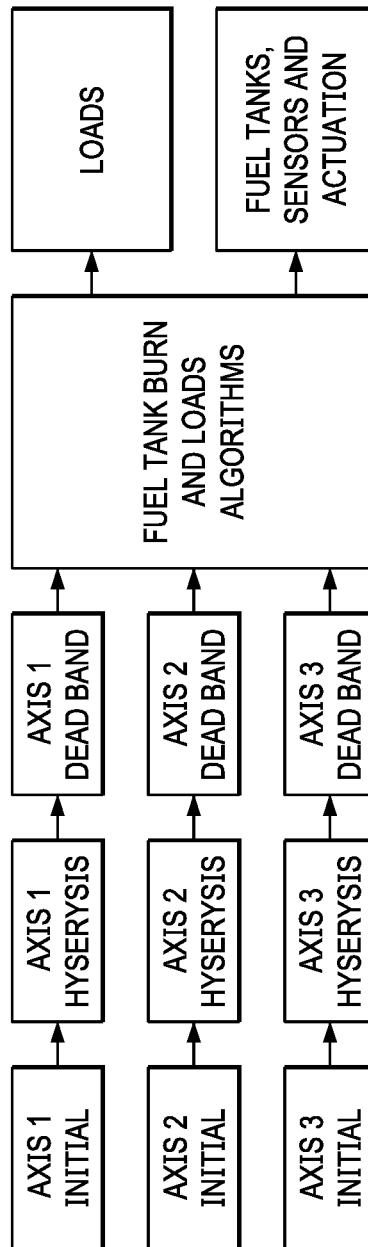 AXIS 1
INITIAL
AXIS 1
HYSERYSIS
AXIS 1
DEAD BAND
AXIS 2
INITIAL
AXIS 2
HYSERYSIS
AXIS 2
DEAD BAND
AXIS 3
INITIAL
AXIS 3
HYSERYSIS
AXIS 3
DEAD BAND
FUEL TANK BURN
AND LOADS
ALGORITHMS
LOADS
FUEL TANKS,
SENSORS AND
ACTUATION